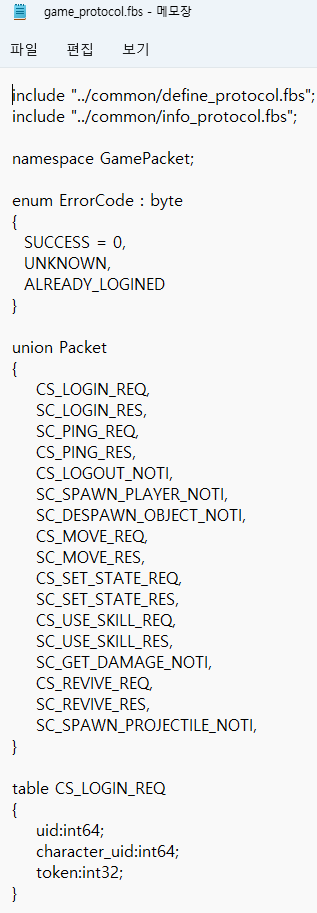 game_protocol.fbs - 메모장
파일 편집 보기
include "../common/define_protocol.fbs";
include "../common/info_protocol.fbs";
namespace GamePacket;
enum ErrorCode : byte
{
SUCCESS = 0,
UNKNOWN,
ALREADY_LOGINED
}
union Packet
{
CS_LOGIN_REQ,
SC_LOGIN_RES,
SC_PING_REQ,
CS_PING_RES,
CS_LOGOUT_NOTI,
SC_SPAWN_PLAYER_NOTI,
SC_DESPAWN_OBJECT_NOTI,
CS_MOVE_REQ,
SC_MOVE_RES,
CS_SET_STATE_REQ,
SC_SET_STATE_RES,
CS_USE_SKILL_REQ,
SC_USE_SKILL_RES,
SC_GET_DAMAGE_NOTI,
CS_REVIVE_REQ,
SC_REVIVE_RES,
SC_SPAWN_PROJECTILE_NOTI,
}
table CS_LOGIN_REQ
{
uid:int64;
character_uid:int64;
token:int32;
}